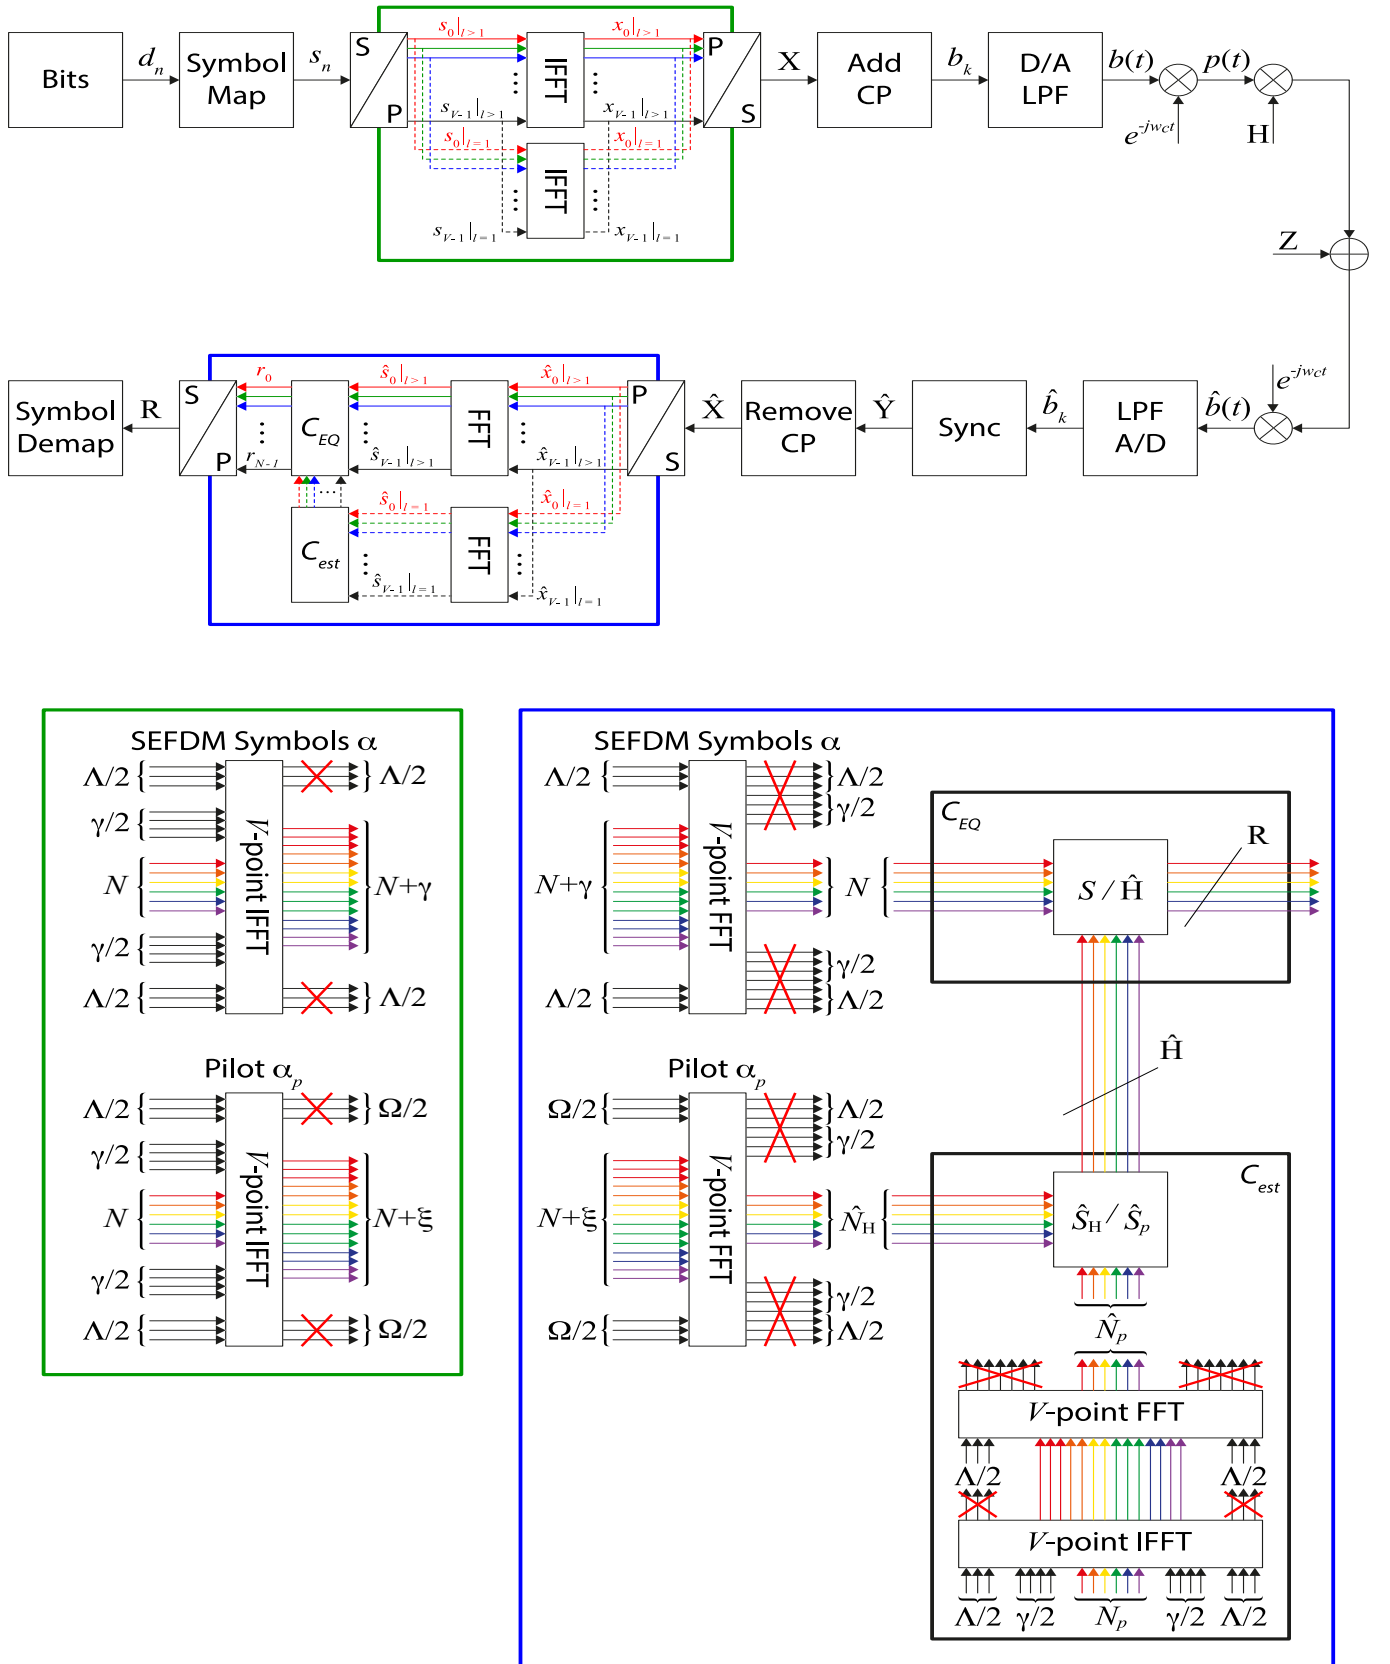 Bits
d_n
Symbol
Map
s_n
S
P
s_0|_{l>1}
s_{V-1}|_{l>1}
s_0|_{l=1}
s_{V-1}|_{l=1}
IFFT
IFFT
x_0|_{l>1}
x_{V-1}|_{l>1}
x_0|_{l=1}
x_{V-1}|_{l=1}
P
S
X
Add
CP
b_k
D/A
LPF
b(t)
e^{-jw_ct}
p(t)
H
Z
e^{-jw_ct}
b̂(t)
LPF
A/D
b̂_k
Sync
Ŷ
Remove
CP
X̂
P
S
x̂_0|_{l>1}
x̂_{V-1}|_{l>1}
x̂_0|_{l=1}
x̂_{V-1}|_{l=1}
FFT
FFT
ŝ_0|_{l>1}
ŝ_{V-1}|_{l>1}
ŝ_0|_{l=1}
ŝ_{V-1}|_{l=1}
C_{EQ}
C_{est}
r_0
r_{N-1}
S
P
R
Symbol
Demap
SEFDM Symbols α
Λ/2
γ/2
N
γ/2
Λ/2
V-point IFFT
Λ/2
N+γ
Λ/2
Pilot α_p
Λ/2
γ/2
N
γ/2
Λ/2
V-point IFFT
Ω/2
N+ξ
Ω/2
SEFDM Symbols α
Λ/2
N+γ
Λ/2
V-point FFT
Λ/2
γ/2
N
γ/2
Λ/2
Pilot α_p
Ω/2
N+ξ
Ω/2
V-point FFT
Λ/2
γ/2
N̂_H
γ/2
Λ/2
C_{EQ}
S / Ĥ
R
Ĥ
C_{est}
Ŝ_H / Ŝ_p
N̂_p
V-point FFT
Λ/2
Λ/2
V-point IFFT
Λ/2
γ/2
N_p
γ/2
Λ/2